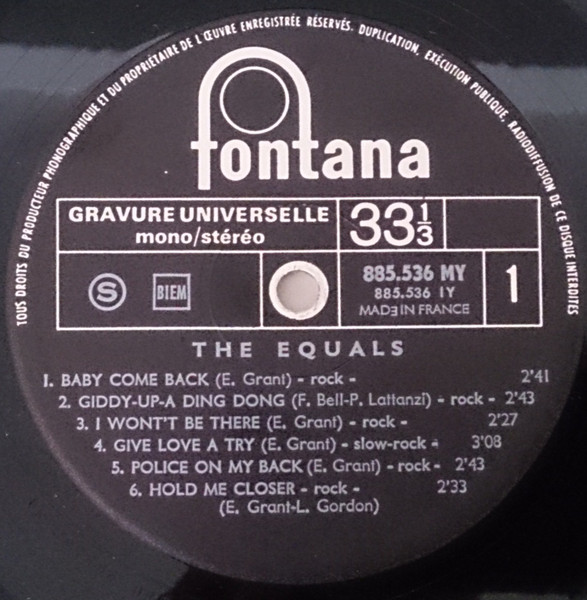 TOUS DROITS DU PRODUCTEUR PHONOGRAPHIQUE ET DU PROPRIÉTAIRE DE L'ŒUVRE ENREGISTRÉE RÉSERVÉS. DUPLICATION, EXÉCUTION PUBLIQUE, RADIODIFFUSION DE CE DISQUE INTERDITES
fontana
GRAVURE UNIVERSELLE
mono/stéréo
33 1/3
S
BIEM
885.536 MY
885.536 IY
MADE IN FRANCE
1
THE EQUALS
1. BABY COME BACK (E. Grant) - rock - 2'41
2. GIDDY-UP-A DING DONG (F. Bell-P. Lattanzi) - rock - 2'43
3. I WONT'T BE THERE (E. Grant) - rock - 2'27
4. GIVE LOVE A TRY (E. Grant) - slow-rock - 3'08
5. POLICE ON MY BACK (E. Grant) - rock - 2'43
6. HOLD ME CLOSER - rock - 2'33
(E. Grant-L. Gordon)